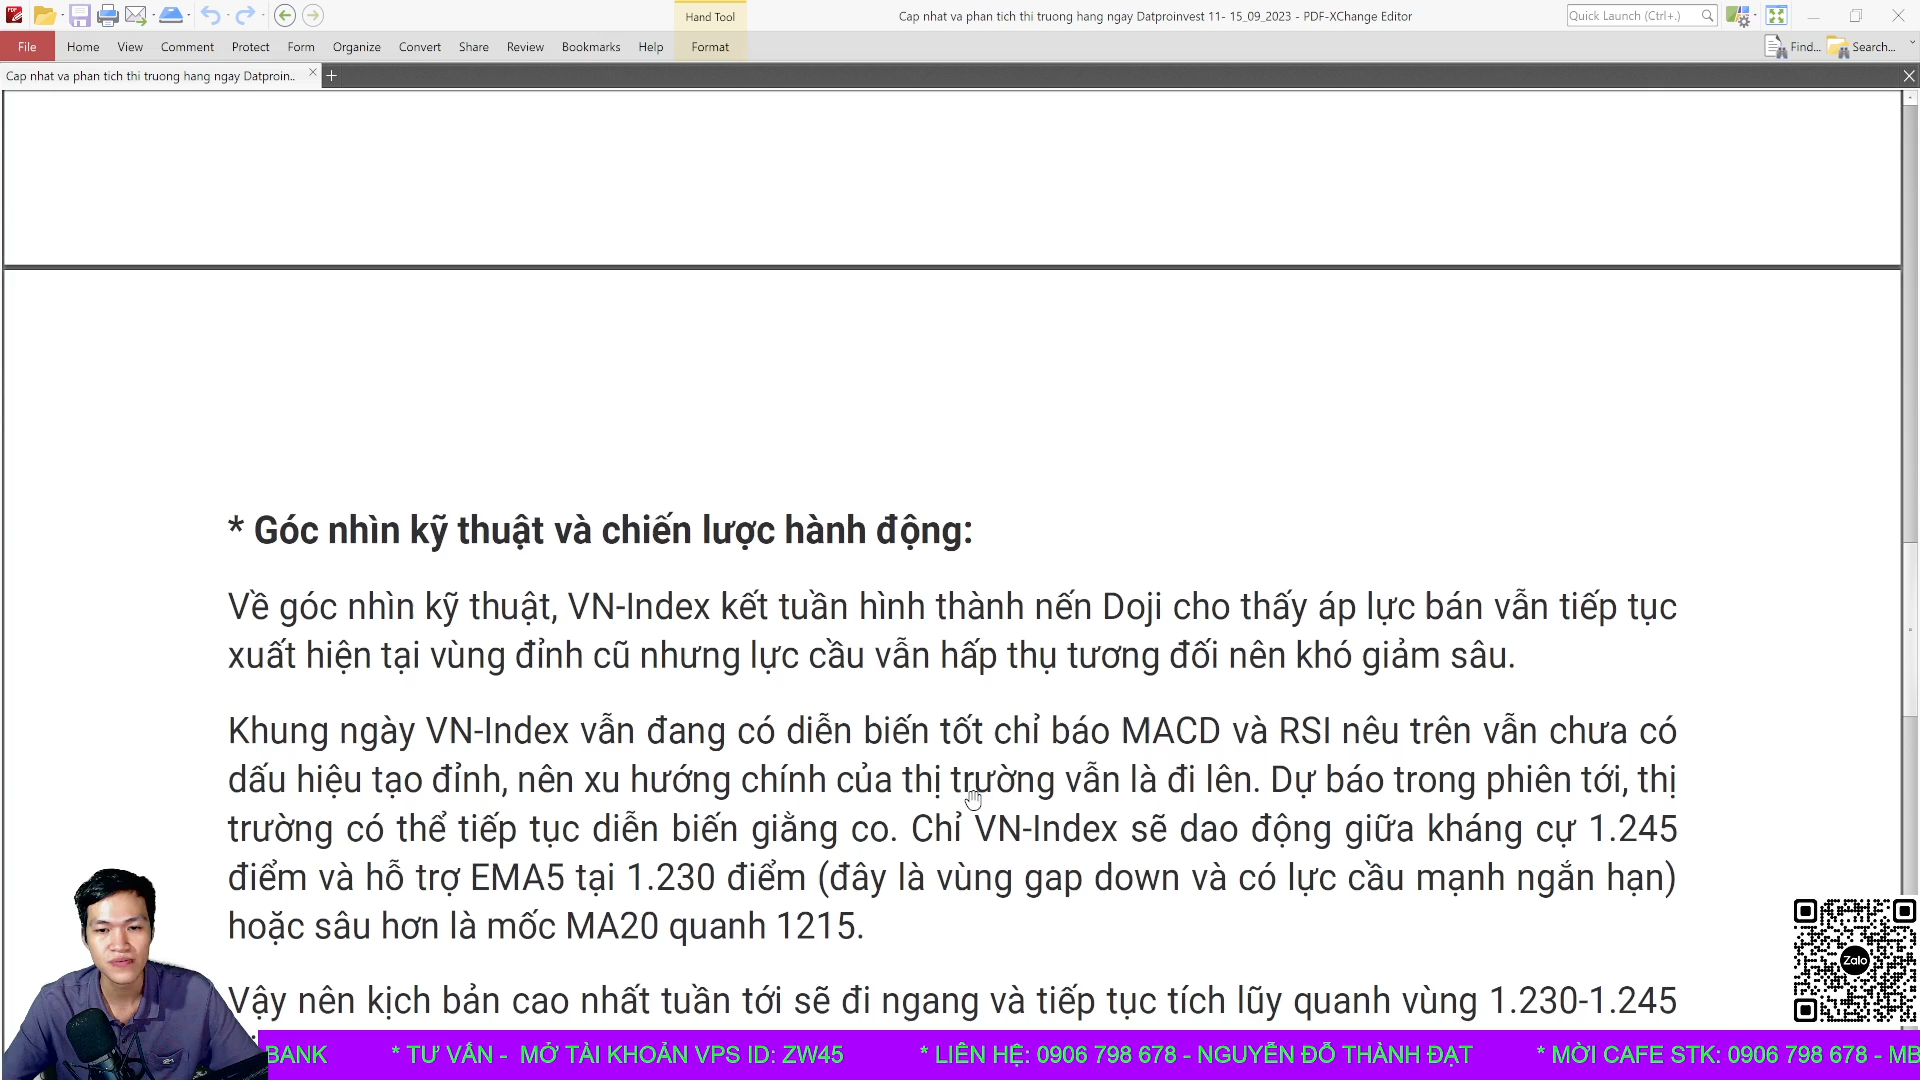 Hand Tool
Cap nhat va phan tich thi truong hang ngay Datproinvest 11- 15_09_2023 - PDF-XChange Editor
Quick Launch (Ctrl+.)
File Home View Comment Protect Form Organize Convert Share Review Bookmarks Help Format
Find... Search...
Cap nhat va phan tich thi truong hang ngay Datproin..
* Góc nhìn kỹ thuật và chiến lược hành động:
Về góc nhìn kỹ thuật, VN-Index kết tuần hình thành nến Doji cho thấy áp lực bán vẫn tiếp tục
xuất hiện tại vùng đỉnh cũ nhưng lực cầu vẫn hấp thụ tương đối nên khó giảm sâu.
Khung ngày VN-Index vẫn đang có diễn biến tốt chỉ báo MACD và RSI nêu trên vẫn chưa có
dấu hiệu tạo đỉnh, nên xu hướng chính của thị trường vẫn là đi lên. Dự báo trong phiên tới, thị
trường có thể tiếp tục diễn biến giằng co. Chỉ VN-Index sẽ dao động giữa kháng cự 1.245
điểm và hỗ trợ EMA5 tại 1.230 điểm (đây là vùng gap down và có lực cầu mạnh ngắn hạn)
hoặc sâu hơn là mốc MA20 quanh 1215.
Vậy nên kịch bản cao nhất tuần tới sẽ đi ngang và tiếp tục tích lũy quanh vùng 1.230-1.245
Zalo
BANK * TƯ VẤN - MỞ TÀI KHOẢN VPS ID: ZW45 * LIÊN HỆ: 0906 798 678 - NGUYỄN ĐỖ THÀNH ĐẠT * MỜI CAFE STK: 0906 798 678 - MB